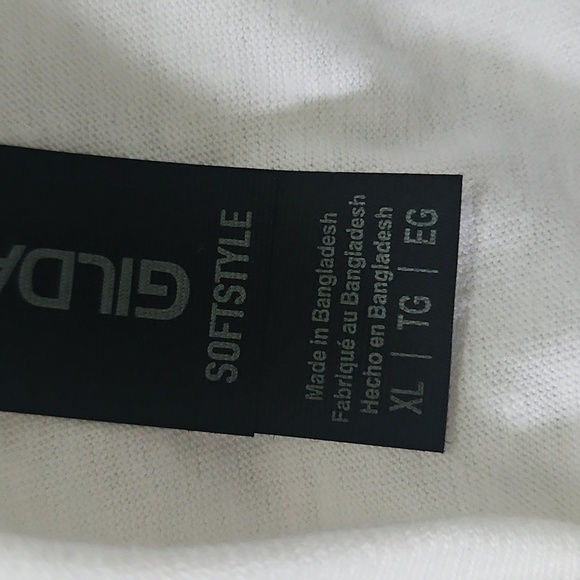 GILDA
SOFTSTYLE
Made in Bangladesh
Fabriqué au Bangladesh
Hecho en Bangladesh
XL | TG | EG